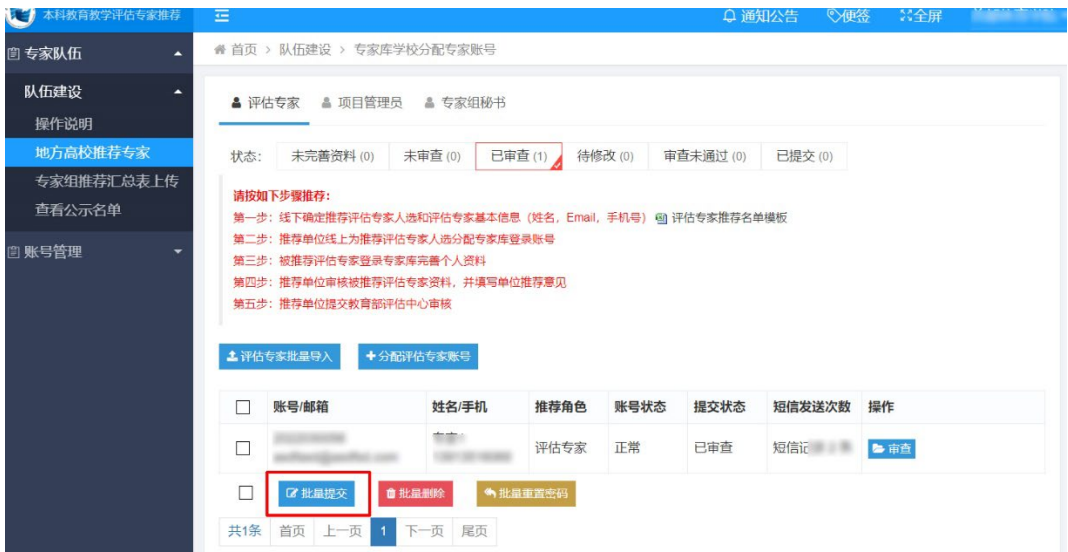 本科教育教学评估专家推荐
通知公告 便签 全屏
专家队伍
队伍建设
操作说明
地方高校推荐专家
专家组推荐汇总表上传
查看公示名单
账号管理
首页 > 队伍建设 > 专家库学校分配专家账号
评估专家 项目管理员 专家组秘书
状态: 未完善资料 (0) 未审查 (0) 已审查 (1) 待修改 (0) 审查未通过 (0) 已提交 (0)
请按如下步骤推荐:
第一步: 线下确定推荐评估专家人选和评估专家基本信息 (姓名, Email, 手机号) 评估专家推荐名单模板
第二步: 推荐单位线上为推荐评估专家人选分配专家库登录账号
第三步: 被推荐评估专家登录专家库完善个人资料
第四步: 推荐单位审核被推荐评估专家资料, 并填写单位推荐意见
第五步: 推荐单位提交教育部评估中心审核
评估专家批量导入 +分配评估专家账号
账号/邮箱 姓名/手机 推荐角色 账号状态 提交状态 短信发送次数 操作
评估专家 正常 已审查 短信记 审查
批量提交 批量删除 批量重置密码
共1条 首页 上一页 1 下一页 尾页